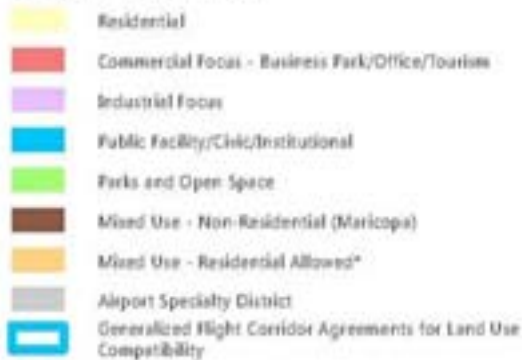 Residential
Commercial Focus - Business Park/Office/Tourism
Industrial Focus
Public Facility/Civic/Institutional
Parks and Open Space
Mixed Use - Non-Residential (Maricopa)
Mixed Use - Residential Allowed*
Airport Specialty District
Generalized Flight Corridor Agreements for Land Use
Compatibility